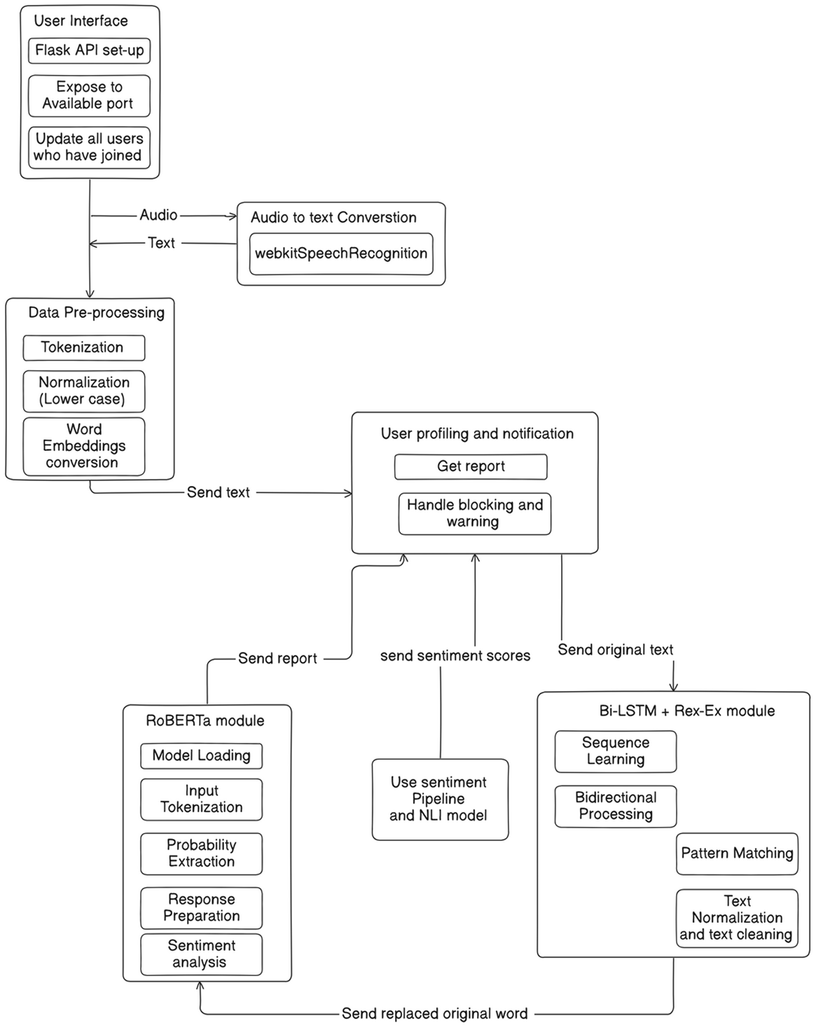 User Interface
Flask API set-up
Expose to
Available port
Update all users
who have joined
Audio
Text
Audio to text Converstion
webkitSpeechRecognition
Data Pre-processing
Tokenization
Normalization
(Lower case)
Word
Embeddings
conversion
Send text
User profiling and notification
Get report
Handle blocking and
warning
Send report
send sentiment scores
Send original text
RoBERTa module
Model Loading
Input
Tokenization
Probability
Extraction
Response
Preparation
Sentiment
analysis
Use sentiment
Pipeline
and NLI model
Bi-LSTM + Rex-Ex module
Sequence
Learning
Bidirectional
Processing
Pattern Matching
Text
Normalization
and text cleaning
Send replaced original word